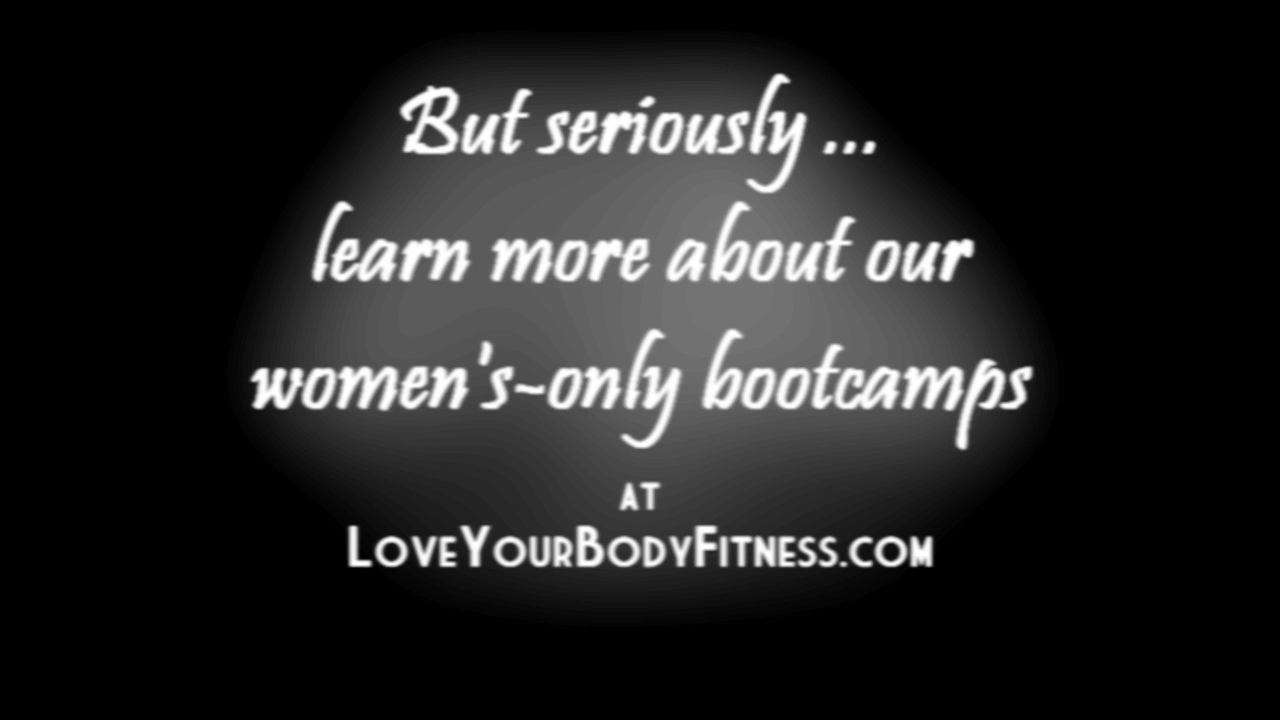 But seriously ...
learn more about our
women's-only bootcamps
AT
LOVEYOURBODYFITNESS.COM